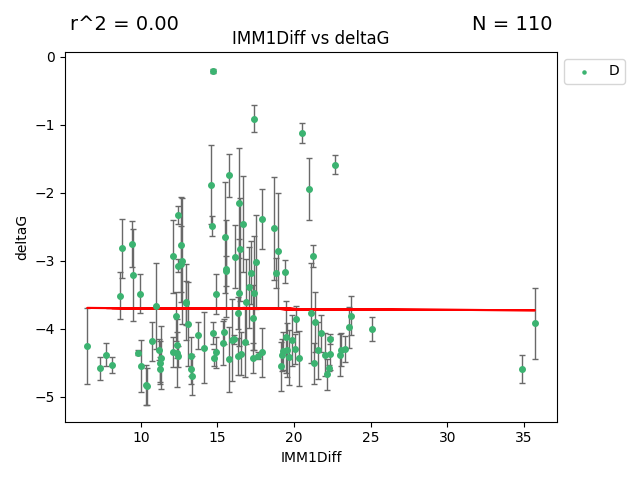 r^2 = 0.00
N = 110
IMM1Diff vs deltaG
D
0
−1
−2
−3
−4
−5
deltaG
10 15 20 25 30 35
IMM1Diff